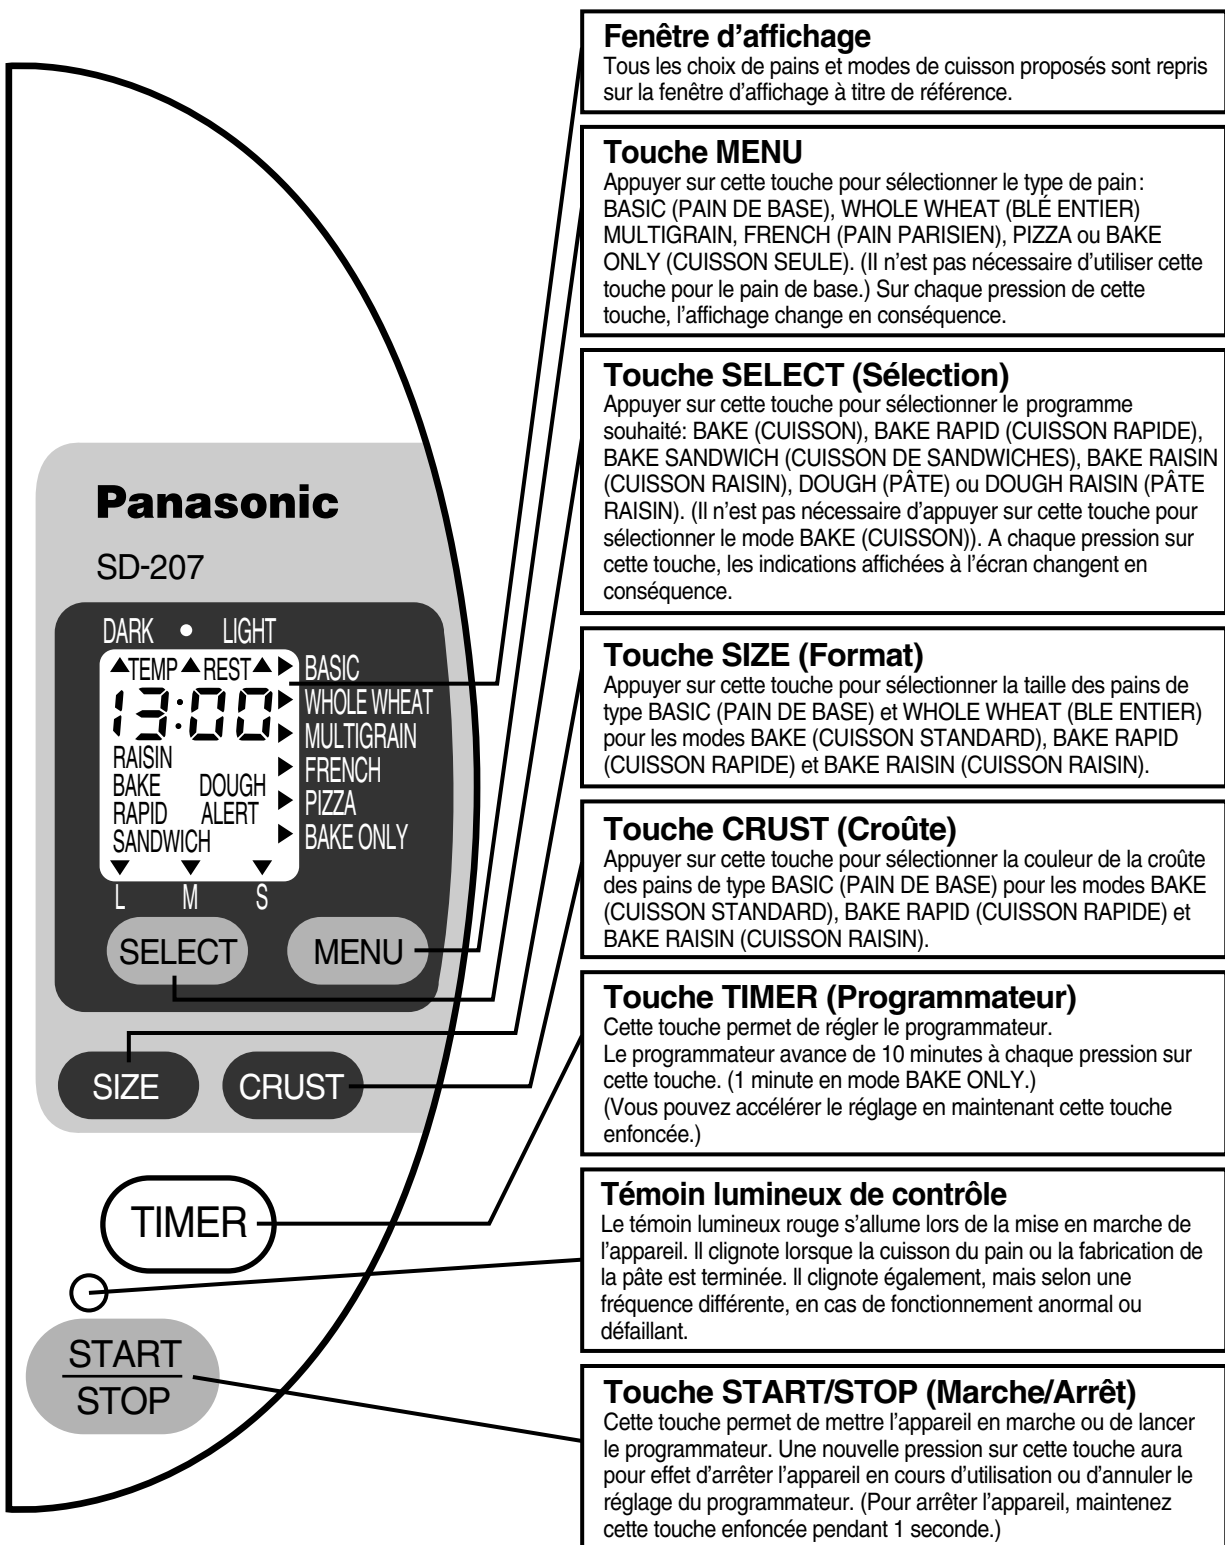 Fenêtre d'affichage
Tous les choix de pains et modes de cuisson proposés sont repris
sur la fenêtre d'affichage à titre de référence.
Touche MENU
Appuyer sur cette touche pour sélectionner le type de pain:
BASIC (PAIN DE BASE), WHOLE WHEAT (BLÉ ENTIER)
MULTIGRAIN, FRENCH (PAIN PARISIEN), PIZZA ou BAKE
ONLY (CUISSON SEULE). (Il n'est pas nécessaire d'utiliser cette
touche pour le pain de base.) Sur chaque pression de cette
touche, l'affichage change en conséquence.
Touche SELECT (Sélection)
Appuyer sur cette touche pour sélectionner le programme
souhaité: BAKE (CUISSON), BAKE RAPID (CUISSON RAPIDE),
BAKE SANDWICH (CUISSON DE SANDWICHES), BAKE RAISIN
(CUISSON RAISIN), DOUGH (PÂTE) ou DOUGH RAISIN (PÂTE
RAISIN). (Il n'est pas nécessaire d'appuyer sur cette touche pour
sélectionner le mode BAKE (CUISSON)). A chaque pression sur
cette touche, les indications affichées à l'écran changent en
conséquence.
Touche SIZE (Format)
Appuyer sur cette touche pour sélectionner la taille des pains de
type BASIC (PAIN DE BASE) et WHOLE WHEAT (BLE ENTIER)
pour les modes BAKE (CUISSON STANDARD), BAKE RAPID
(CUISSON RAPIDE) et BAKE RAISIN (CUISSON RAISIN).
Touche CRUST (Croûte)
Appuyer sur cette touche pour sélectionner la couleur de la croûte
des pains de type BASIC (PAIN DE BASE) pour les modes BAKE
(CUISSON STANDARD), BAKE RAPID (CUISSON RAPIDE) et
BAKE RAISIN (CUISSON RAISIN).
Touche TIMER (Programmateur)
Cette touche permet de régler le programmateur.
Le programmateur avance de 10 minutes à chaque pression sur
cette touche. (1 minute en mode BAKE ONLY.)
(Vous pouvez accélérer le réglage en maintenant cette touche
enfoncée.)
Témoin lumineux de contrôle
Le témoin lumineux rouge s'allume lors de la mise en marche de
l'appareil. Il clignote lorsque la cuisson du pain ou la fabrication de
la pâte est terminée. Il clignote également, mais selon une
fréquence différente, en cas de fonctionnement anormal ou
défaillant.
Touche START/STOP (Marche/Arrêt)
Cette touche permet de mettre l'appareil en marche ou de lancer
le programmateur. Une nouvelle pression sur cette touche aura
pour effet d'arrêter l'appareil en cours d'utilisation ou d'annuler le
réglage du programmateur. (Pour arrêter l'appareil, maintenez
cette touche enfoncée pendant 1 seconde.)
Panasonic
SD-207
DARK • LIGHT
▲TEMP▲REST▲▶ BASIC
13:00 ▶ WHOLE WHEAT
▶ MULTIGRAIN
RAISIN ▶ FRENCH
BAKE DOUGH ▶ PIZZA
RAPID ALERT
SANDWICH ▶ BAKE ONLY
▼ ▼ ▼
L M S
SELECT MENU
SIZE CRUST
TIMER
START
STOP